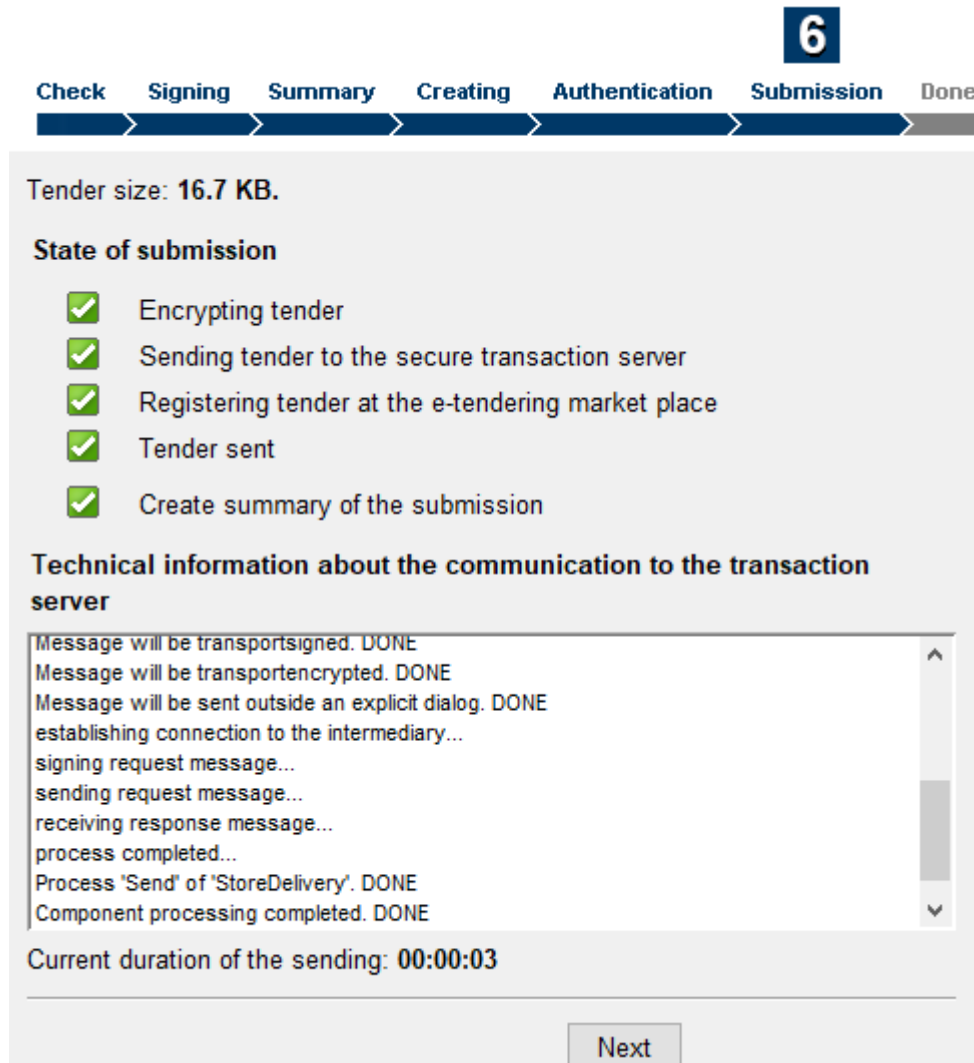 6
Check Signing Summary Creating Authentication Submission Done
Tender size: 16.7 KB.
State of submission
Encrypting tender
Sending tender to the secure transaction server
Registering tender at the e-tendering market place
Tender sent
Create summary of the submission
Technical information about the communication to the transaction
server
Message will be transportsigned. DONE
Message will be transportencrypted. DONE
Message will be sent outside an explicit dialog. DONE
establishing connection to the intermediary...
signing request message...
sending request message...
receiving response message...
process completed...
Process 'Send' of 'StoreDelivery'. DONE
Component processing completed. DONE
Current duration of the sending: 00:00:03
Next